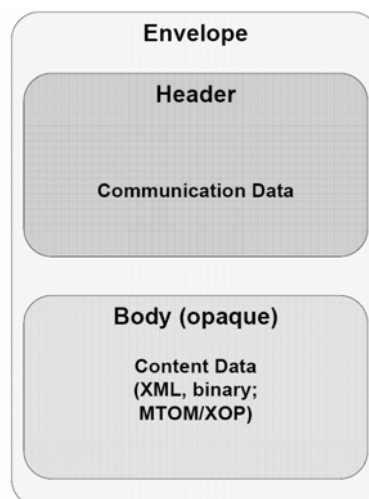 Envelope
Header
Communication Data
Body (opaque)
Content Data
(XML, binary;
MTOM/XOP)